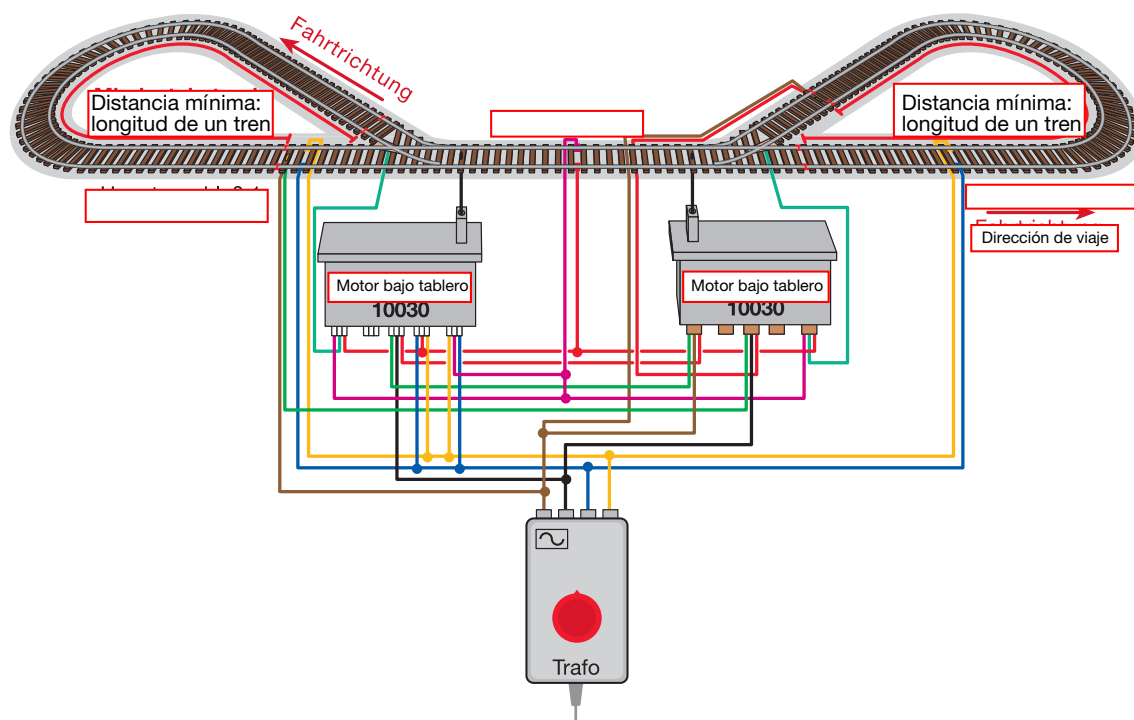 Fahrtrichtung
Distancia mínima:
longitud de un tren
Distancia mínima:
longitud de un tren
Dirección de viaje
Motor bajo tablero
10030
Motor bajo tablero
10030
Trafo